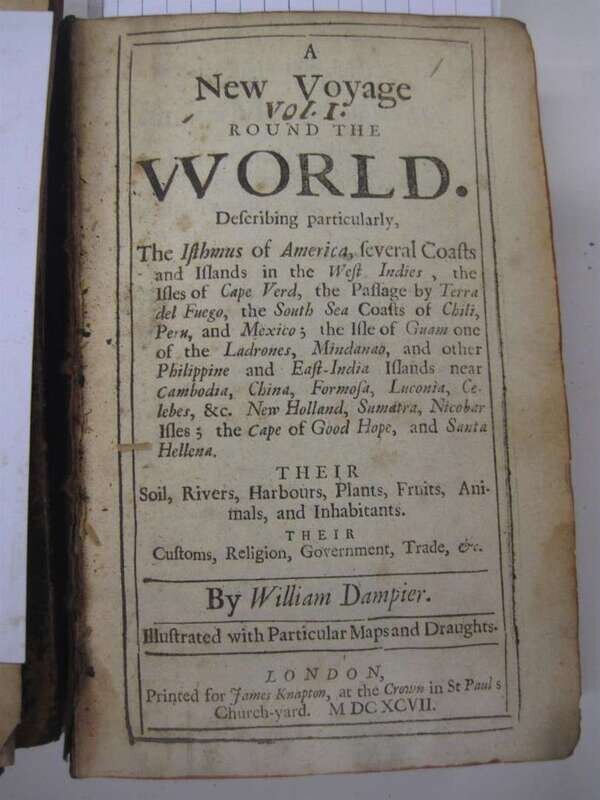 A
New Voyage
Vol. I.
ROUND THE
WORLD.
Deſcribing particularly,
The Iſthmus of America, ſeveral Coaſts
and Iſlands in the Weſt Indies, the
Iſles of Cape Verd, the Paſſage by Terra
del Fuego, the South Sea Coaſts of Chili,
Peru, and Mexico; the Iſle of Guam one
of the Ladrones, Mindanao, and other
Philippine and Eaſt-India Iſlands near
Cambodia, China, Formoſa, Luconia, Ce-
lebes, &c. New Holland, Sumatra, Nicobar
Iſles; the Cape of Good Hope, and Santa
Hellena.
THEIR
Soil, Rivers, Harbours, Plants, Fruits, Ani-
mals, and Inhabitants.
THEIR
Cuſtoms, Religion, Government, Trade, &c.
By William Dampier.
Illuſtrated with Particular Maps and Draughts.
LONDON,
Printed for James Knapton, at the Crown in St Paul s
Church-yard. M DC XCVII.